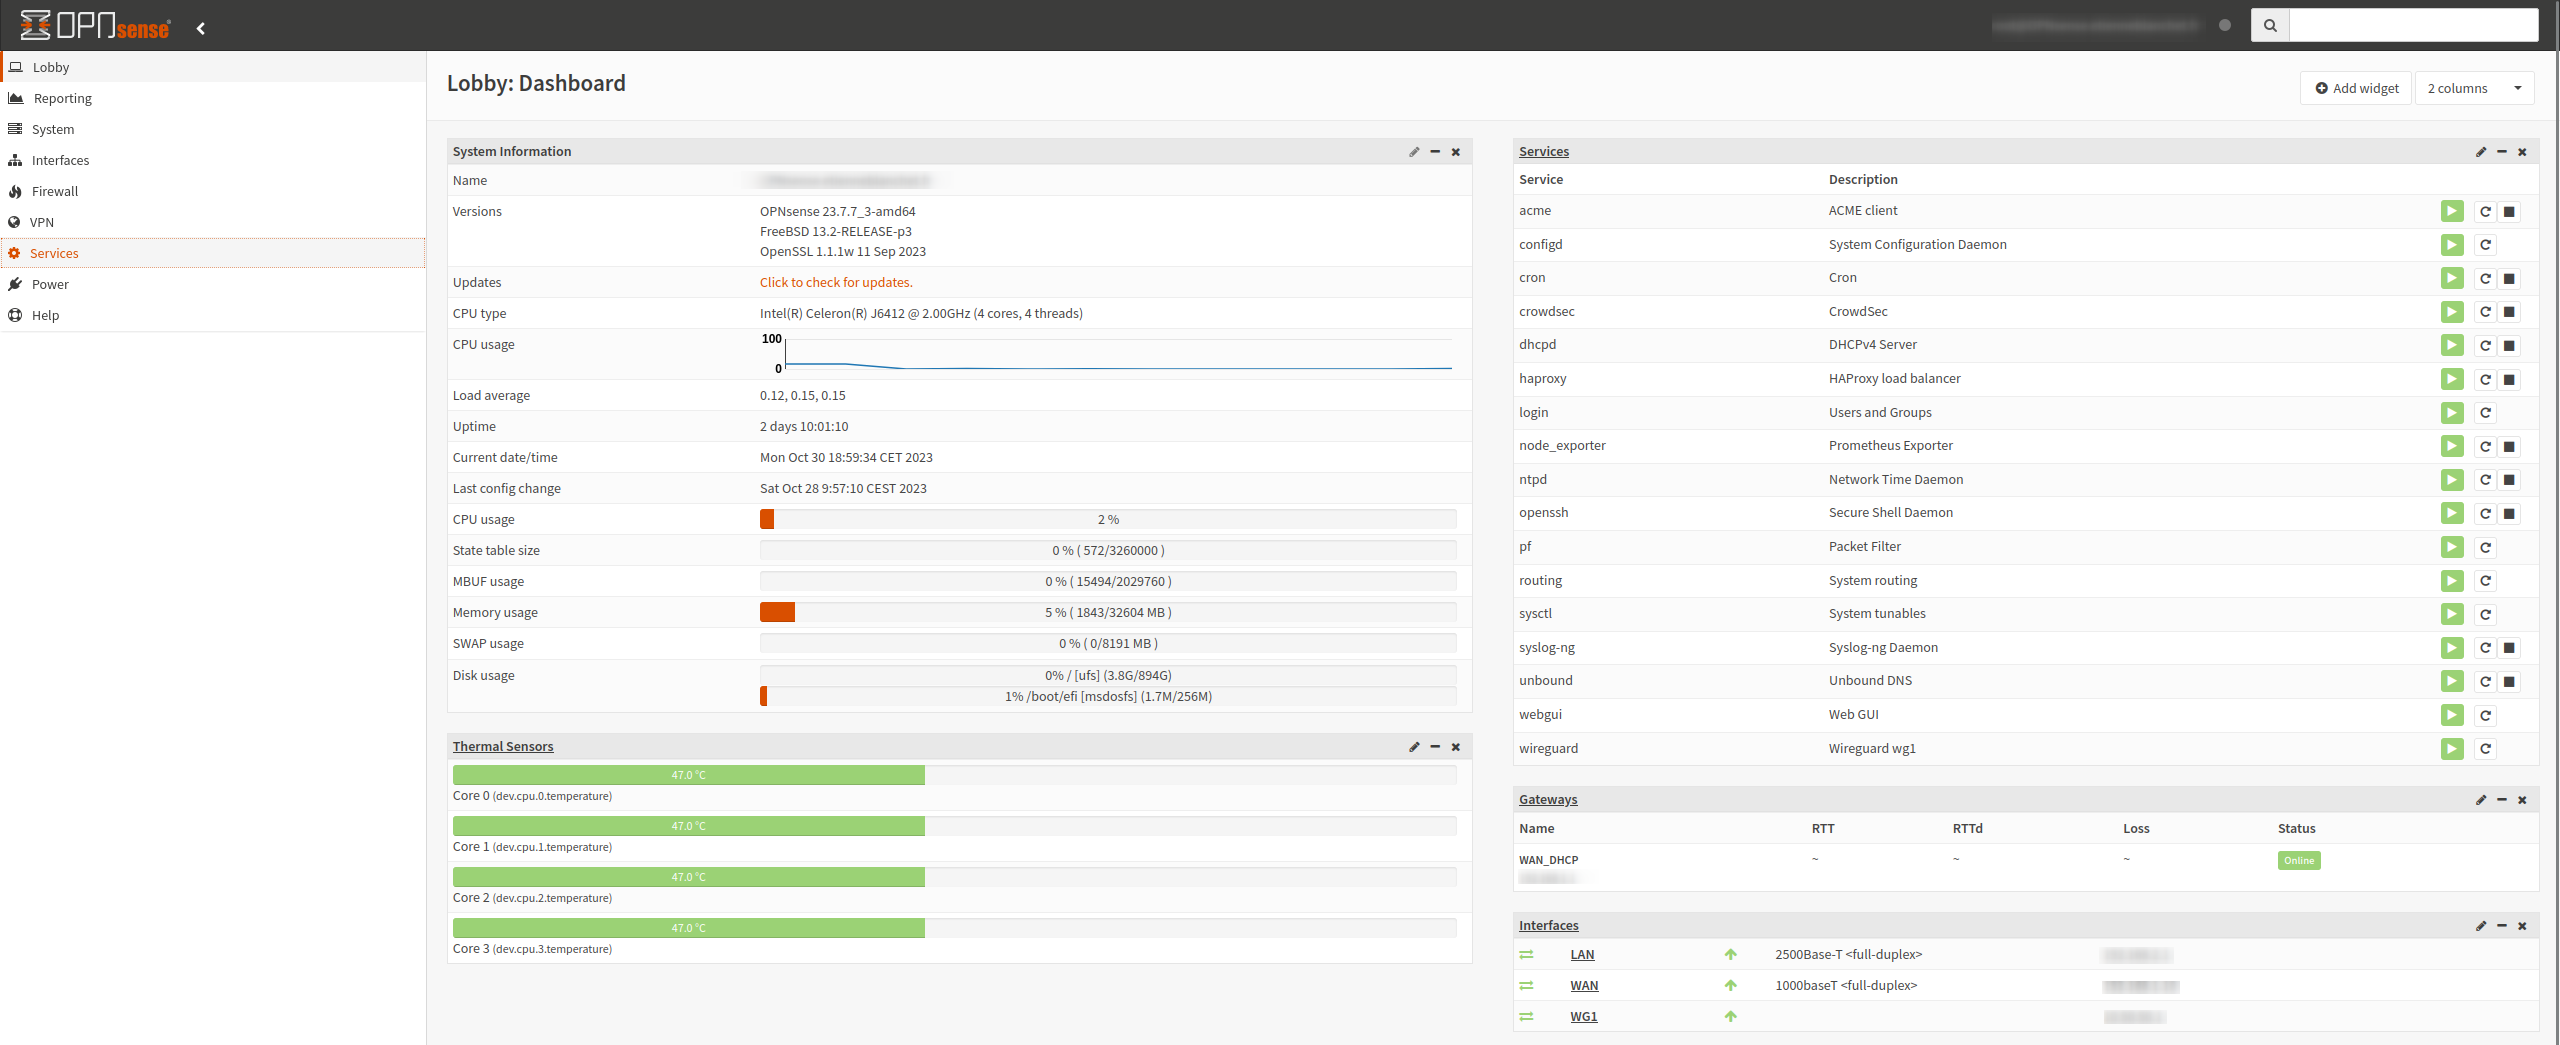 OPNsense
Lobby
Reporting
System
Interfaces
Firewall
VPN
Services
Power
Help
Lobby: Dashboard
Add widget
2 columns
System Information
Name
Versions
OPNsense 23.7.7_3-amd64
FreeBSD 13.2-RELEASE-p3
OpenSSL 1.1.1w 11 Sep 2023
Updates
Click to check for updates.
CPU type
Intel(R) Celeron(R) J6412 @ 2.00GHz (4 cores, 4 threads)
CPU usage
100
0
Load average
0.12, 0.15, 0.15
Uptime
2 days 10:01:10
Current date/time
Mon Oct 30 18:59:34 CET 2023
Last config change
Sat Oct 28 9:57:10 CEST 2023
CPU usage
2 %
State table size
0 % ( 572/3260000 )
MBUF usage
0 % ( 15494/2029760 )
Memory usage
5 % ( 1843/32604 MB )
SWAP usage
0 % ( 0/8191 MB )
Disk usage
0% / [ufs] (3.8G/894G)
1% /boot/efi [msdosfs] (1.7M/256M)
Thermal Sensors
47.0 °C
Core 0 (dev.cpu.0.temperature)
47.0 °C
Core 1 (dev.cpu.1.temperature)
47.0 °C
Core 2 (dev.cpu.2.temperature)
47.0 °C
Core 3 (dev.cpu.3.temperature)
Services
Service Description
acme ACME client
configd System Configuration Daemon
cron Cron
crowdsec CrowdSec
dhcpd DHCPv4 Server
haproxy HAProxy load balancer
login Users and Groups
node_exporter Prometheus Exporter
ntpd Network Time Daemon
openssh Secure Shell Daemon
pf Packet Filter
routing System routing
sysctl System tunables
syslog-ng Syslog-ng Daemon
unbound Unbound DNS
webgui Web GUI
wireguard Wireguard wg1
Gateways
Name RTT RTTd Loss Status
WAN_DHCP ~ ~ ~ Online
Interfaces
LAN 2500Base-T <full-duplex>
WAN 1000baseT <full-duplex>
WG1